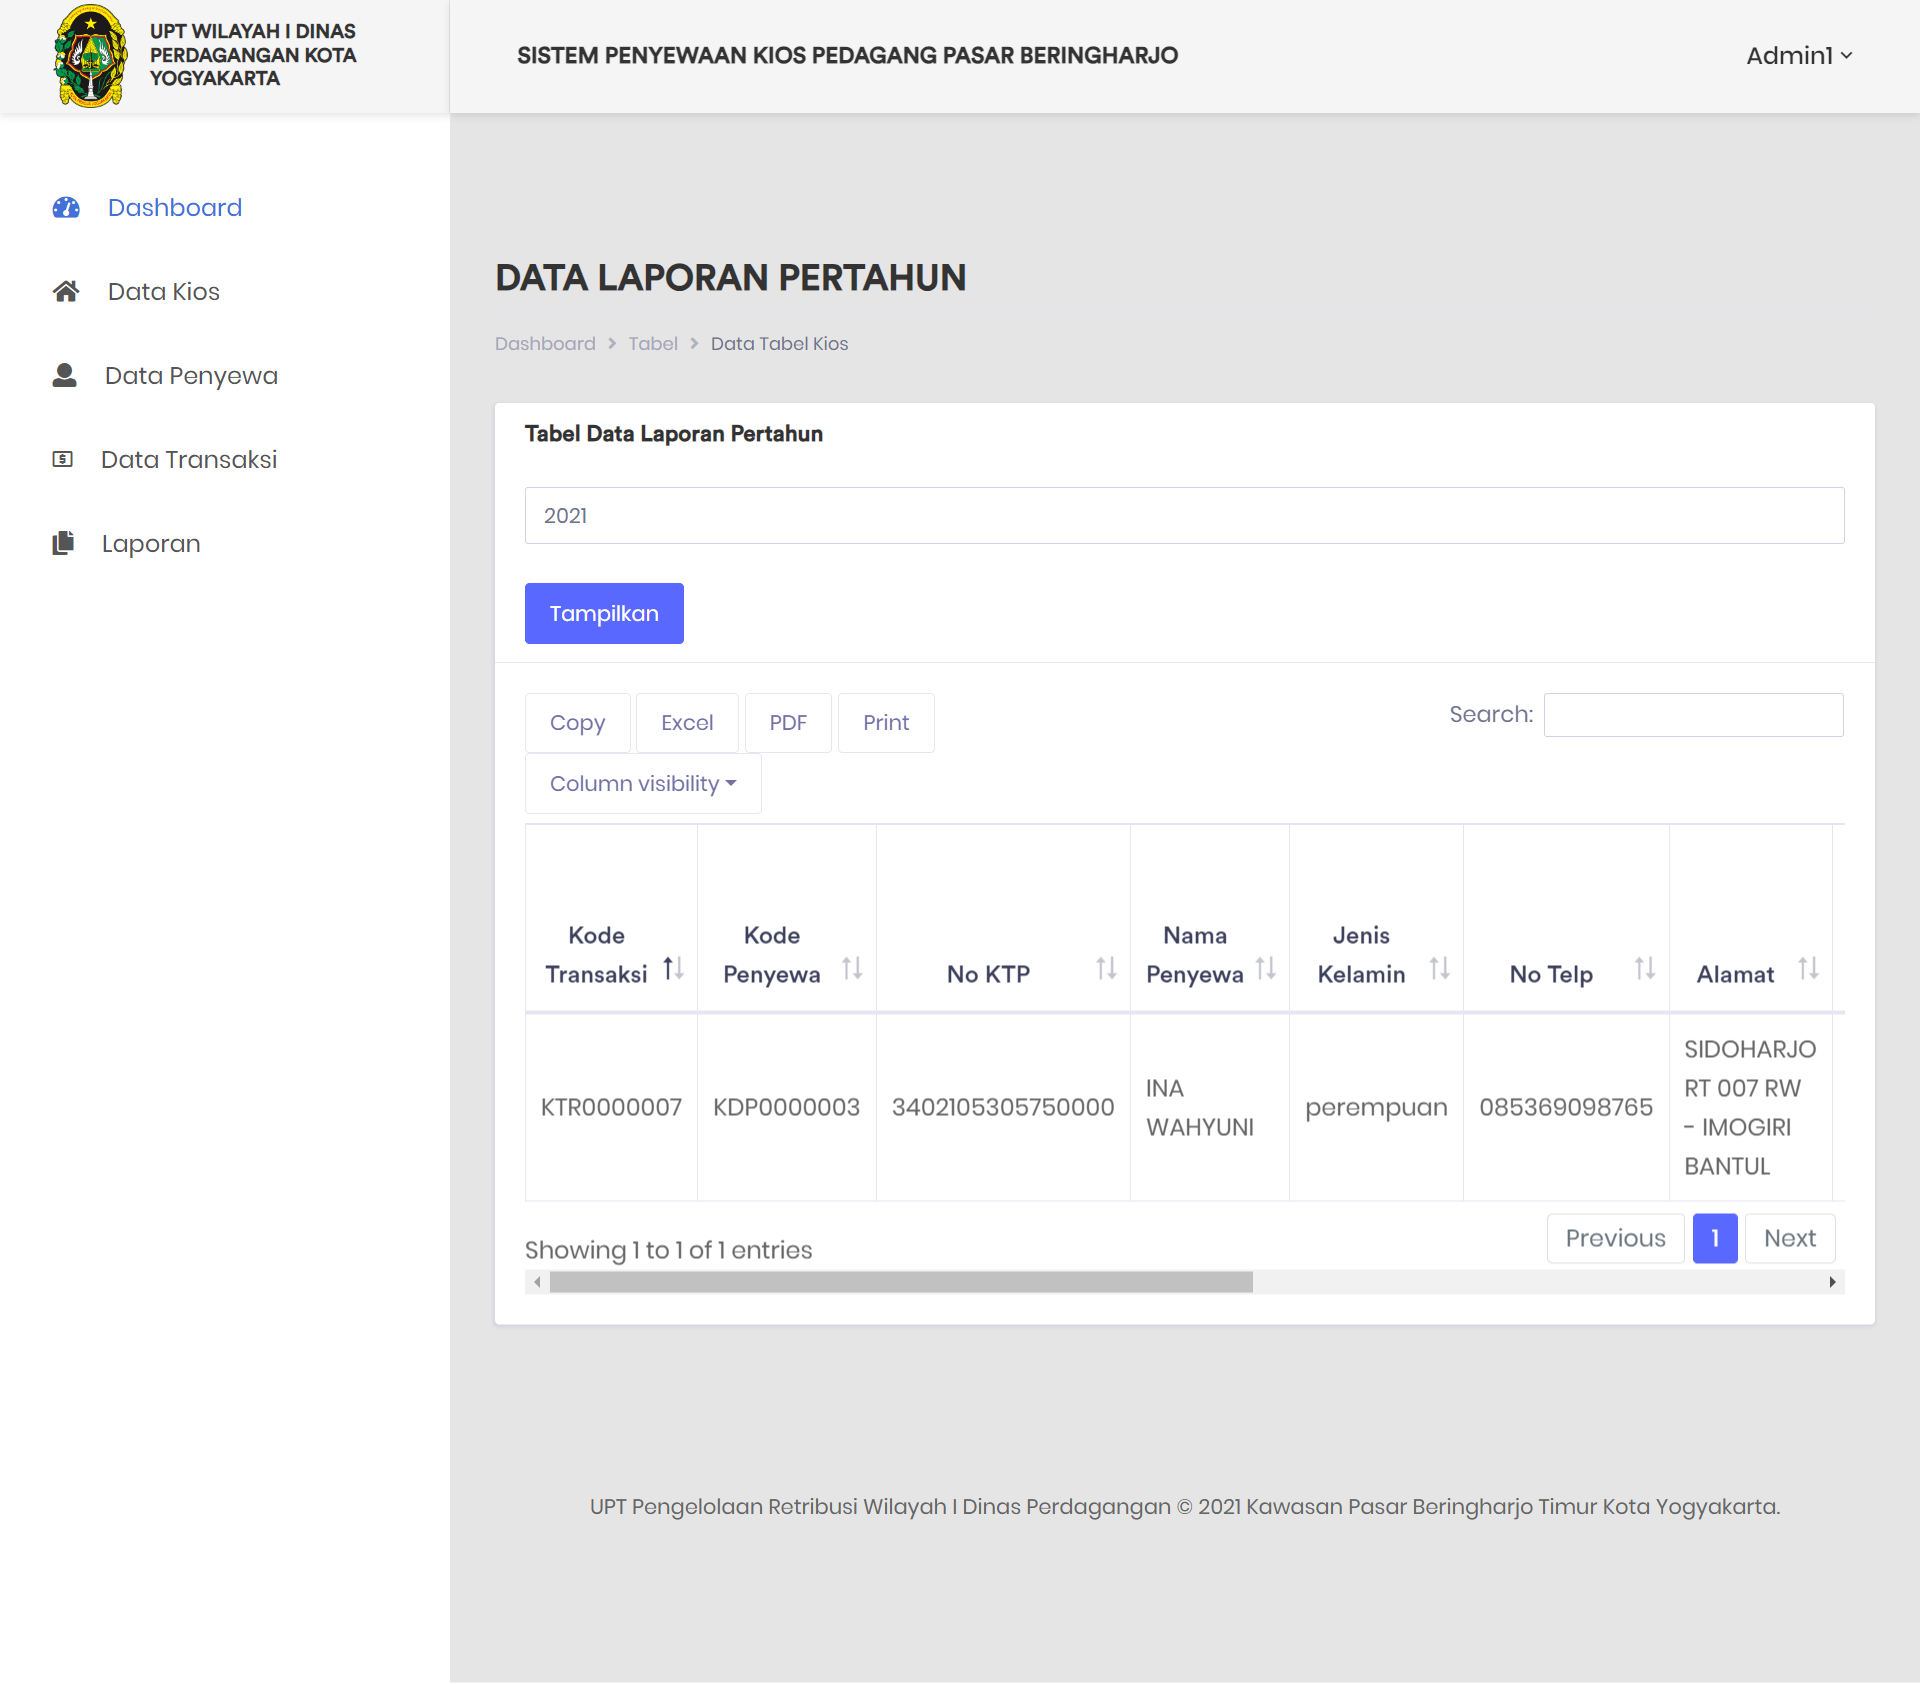 UPT WILAYAH I DINAS
PERDAGANGAN KOTA
YOGYAKARTA
SISTEM PENYEWAAN KIOS PEDAGANG PASAR BERINGHARJO
Admin1
Dashboard
Data Kios
Data Penyewa
Data Transaksi
Laporan
DATA LAPORAN PERTAHUN
Dashboard > Tabel > Data Tabel Kios
Tabel Data Laporan Pertahun
2021
Tampilkan
Copy Excel PDF Print
Search:
Column visibility
Kode Transaksi Kode Penyewa No KTP Nama Penyewa Jenis Kelamin No Telp Alamat
KTR0000007 KDP0000003 3402105305750000 INA WAHYUNI perempuan 085369098765 SIDOHARJO RT 007 RW - IMOGIRI BANTUL
Showing 1 to 1 of 1 entries
Previous 1 Next
UPT Pengelolaan Retribusi Wilayah I Dinas Perdagangan © 2021 Kawasan Pasar Beringharjo Timur Kota Yogyakarta.